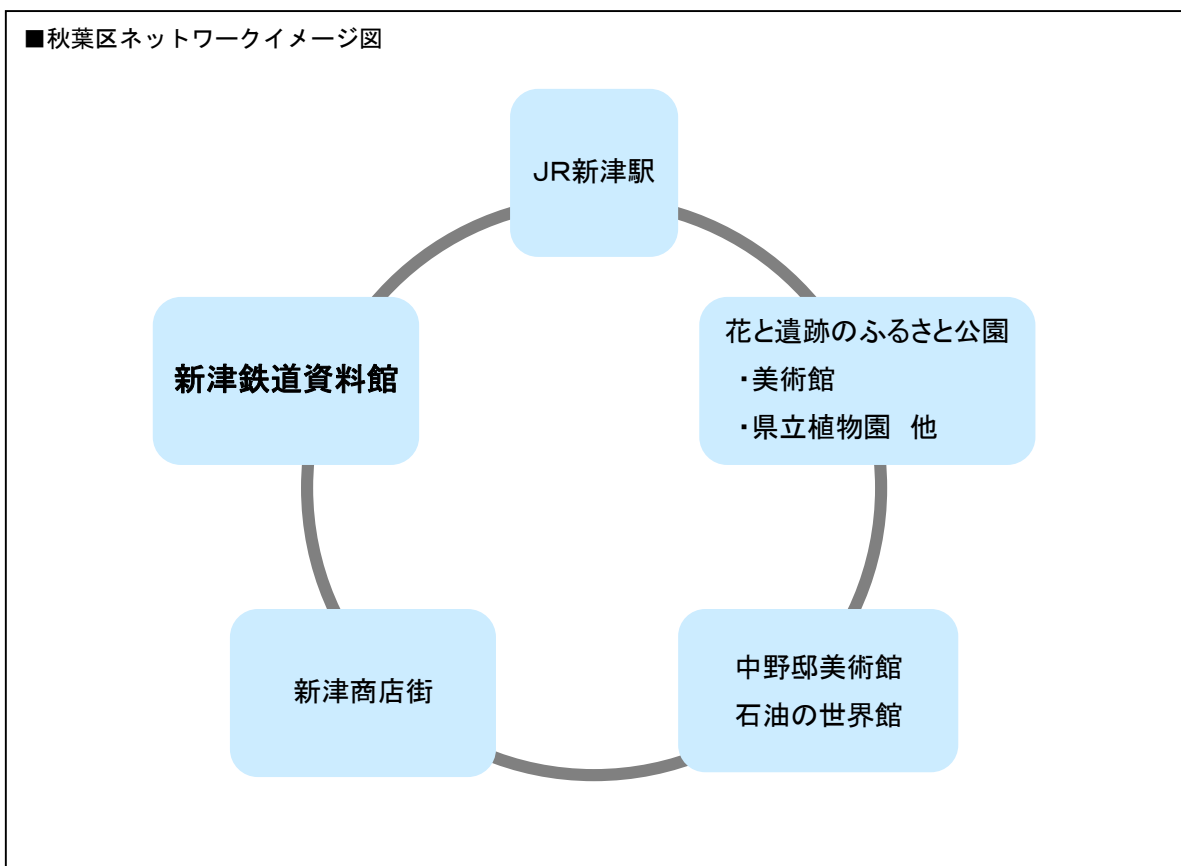 ■秋葉区ネットワークイメージ図
JR新津駅
新津鉄道資料館
花と遺跡のふるさと公園
・美術館
・県立植物園 他
新津商店街
中野邸美術館
石油の世界館